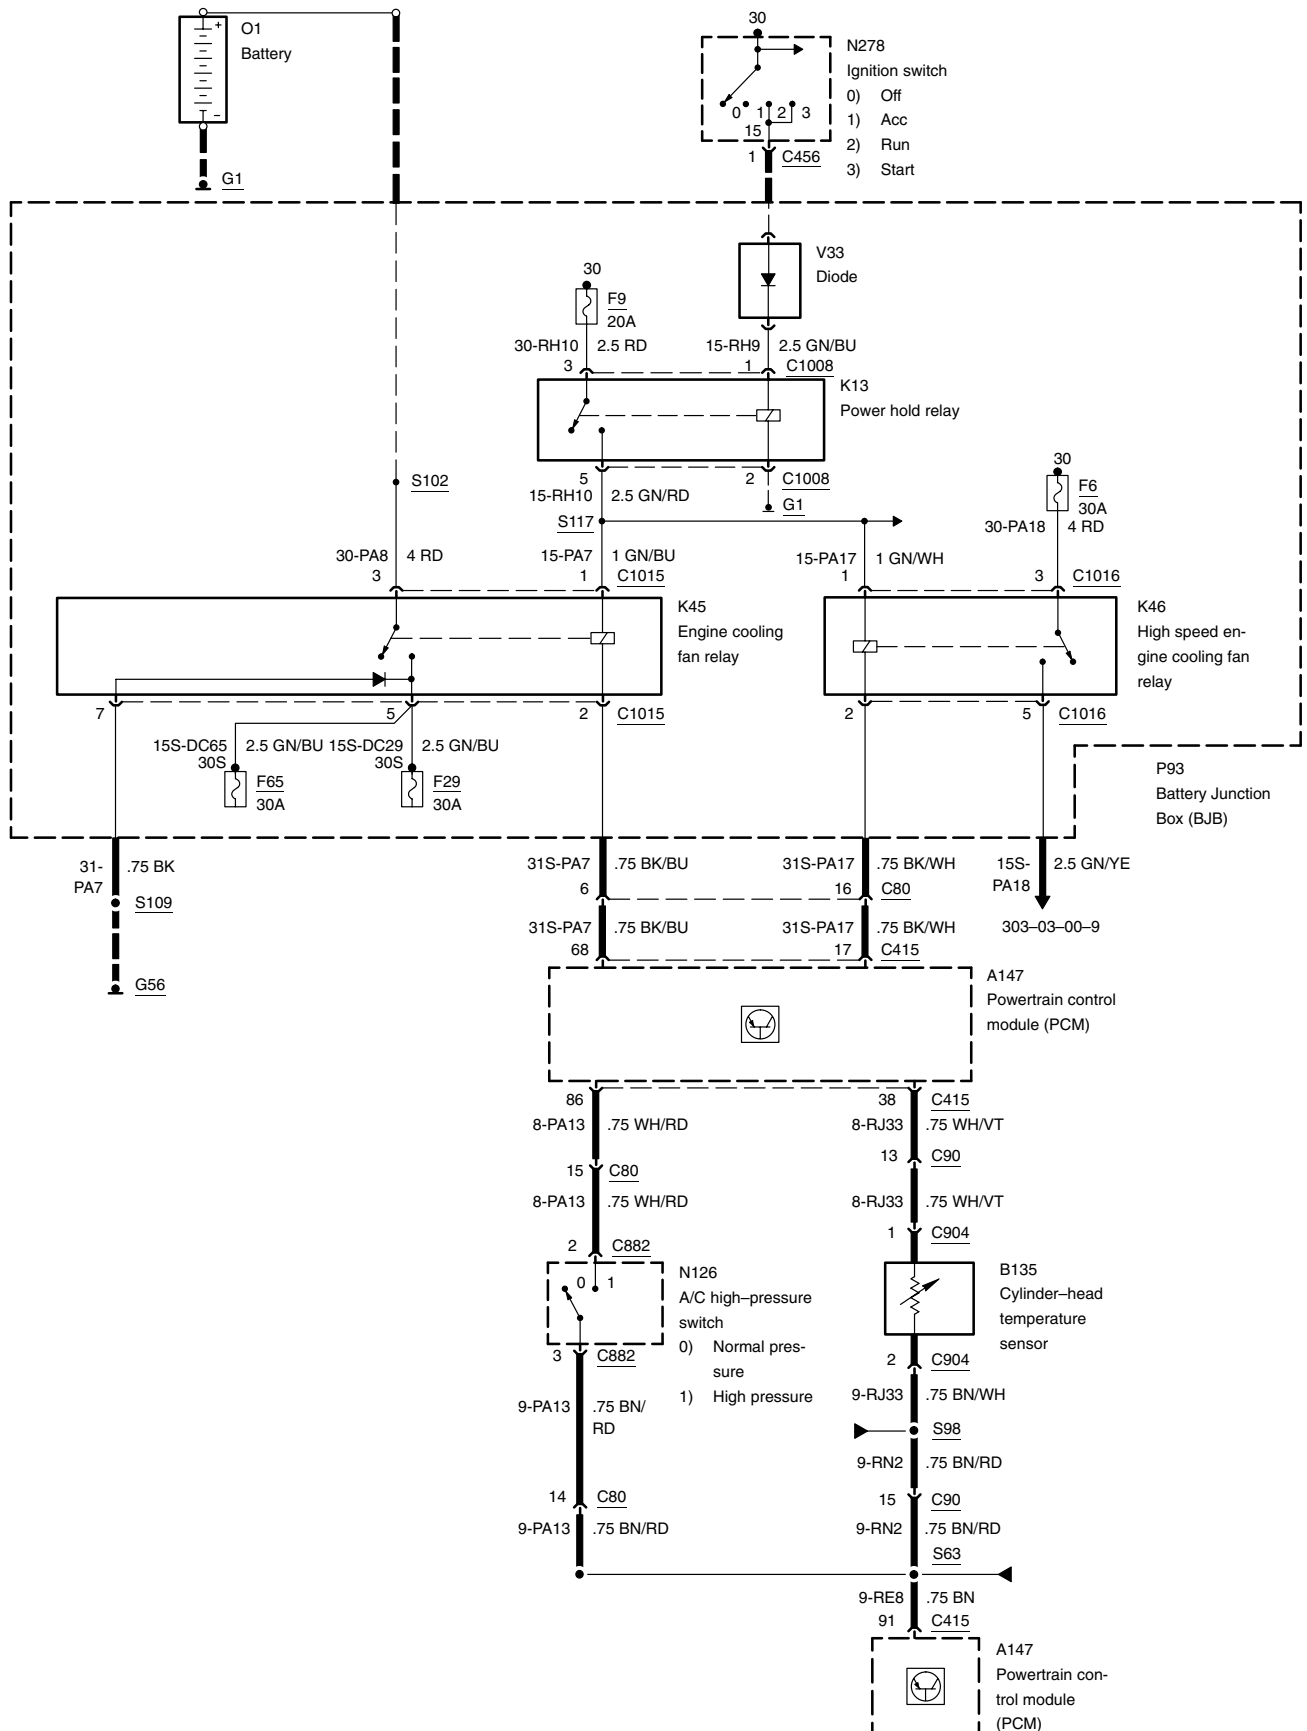 O1
Battery
+
–
G1
30
N278
Ignition switch
0) Off
1) Acc
2) Run
3) Start
0 1 2 3
15
1 C456
V33
Diode
30
F9
20A
30-RH10 2.5 RD
15-RH9 2.5 GN/BU
3
1 C1008
K13
Power hold relay
5
2 C1008
15-RH10 2.5 GN/RD
G1
S102
S117
30
F6
30A
30-PA18 4 RD
30-PA8 4 RD
15-PA7 1 GN/BU
15-PA17 1 GN/WH
3
1 C1015
1
3 C1016
K45
Engine cooling
fan relay
K46
High speed en-
gine cooling fan
relay
7
5
2 C1015
2
5 C1016
15S-DC65 2.5 GN/BU
30S
F65
30A
15S-DC29 2.5 GN/BU
30S
F29
30A
P93
Battery Junction
Box (BJB)
31-
PA7
.75 BK
S109
G56
31S-PA7 .75 BK/BU
31S-PA17 .75 BK/WH
15S-
PA18
2.5 GN/YE
6
16 C80
303–03–00–9
31S-PA7 .75 BK/BU
31S-PA17 .75 BK/WH
68
17 C415
A147
Powertrain control
module (PCM)
86
38 C415
8-PA13 .75 WH/RD
8-RJ33 .75 WH/VT
15 C80
13 C90
8-PA13 .75 WH/RD
8-RJ33 .75 WH/VT
2 C882
1 C904
0 1
N126
A/C high–pressure
switch
0) Normal pres-
sure
1) High pressure
B135
Cylinder–head
temperature
sensor
3 C882
2 C904
9-PA13 .75 BN/
RD
9-RJ33 .75 BN/WH
S98
9-RN2 .75 BN/RD
14 C80
15 C90
9-PA13 .75 BN/RD
9-RN2 .75 BN/RD
S63
9-RE8 .75 BN
91 C415
A147
Powertrain con-
trol module
(PCM)